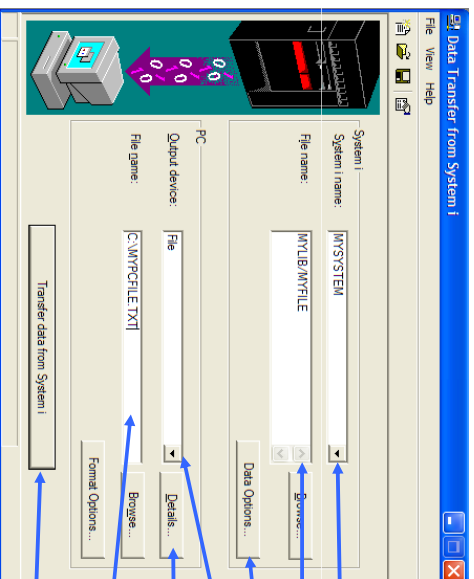 Data Transfer from System i
File View Help
System i
System i name:
MYSYSTEM
File name:
MYLIB/MYFILE
Browse...
Data Options...
PC
Output device:
File
Details...
File name:
C:\MYPCFILE.TXT
Browse...
Format Options...
Transfer data from System i